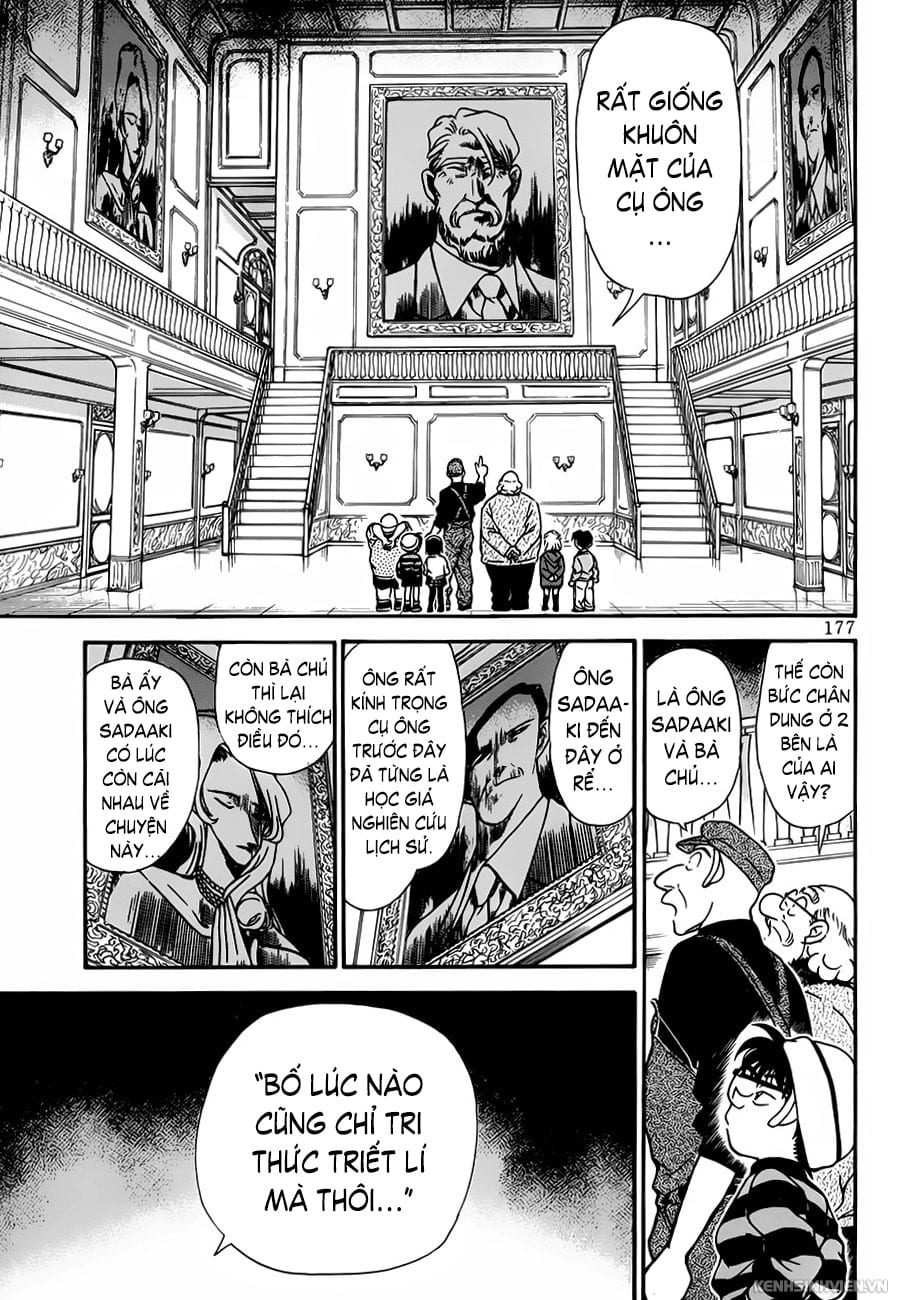 RẤT GIỐNG
KHUÔN
MẶT CỦA
CỤ ÔNG
...
177
THẾ CÒN
BỨC CHÂN
DUNG Ở 2
BÊN LÀ
CỦA AI
VẬY?
LÀ ÔNG
SADAAKI
VÀ BÀ
CHỦ...
ÔNG
SADAA-
KI ĐẾN
ĐÂY Ở
RỂ...
ÔNG RẤT
KÍNH TRỌNG
CỤ ÔNG
TRƯỚC ĐÂY
ĐÃ TỪNG LÀ
HỌC GIẢ
NGHIÊN CỨU
LỊCH SỬ.
CÒN BÀ CHỦ
THÌ LẠI
KHÔNG THÍCH
ĐIỀU ĐÓ...
BÀ ẤY VÀ
ÔNG
SADAAKI
CÓ LÚC
CÒN CÃI
NHAU VỀ
CHUYỆN
NÀY...
"BỐ LÚC NÀO
CŨNG CHỈ TRI
THỨC TRIẾT LÍ
MÀ THÔI..."
KENHSINHVIEN.VN